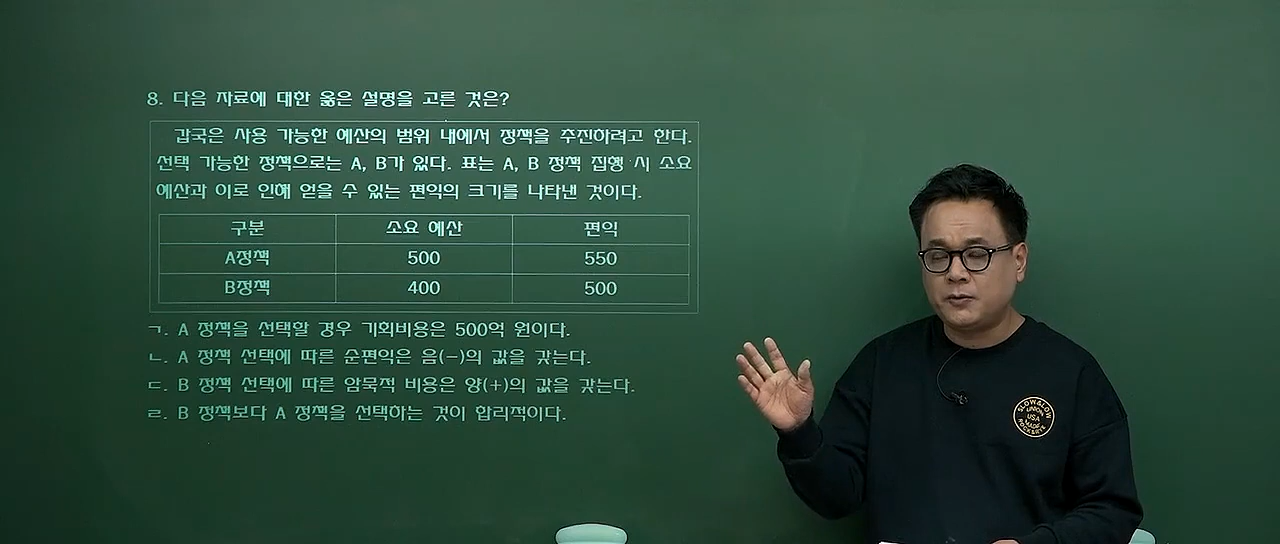 8. 다음 자료에 대한 옳은 설명을 고른 것은?
갑국은 사용 가능한 예산의 범위 내에서 정책을 추진하려고 한다.
선택 가능한 정책으로는 A, B가 있다. 표는 A, B 정책 집행 시 소요
예산과 이로 인해 얻을 수 있는 편익의 크기를 나타낸 것이다.
구분 소요 예산 편익
A정책 500 550
B정책 400 500
ㄱ. A 정책을 선택할 경우 기회비용은 500억 원이다.
ㄴ. A 정책 선택에 따른 순편익은 음(−)의 값을 갖는다.
ㄷ. B 정책 선택에 따른 암묵적 비용은 양(+)의 값을 갖는다.
ㄹ. B 정책보다 A 정책을 선택하는 것이 합리적이다.
SLOW&LOW
UNION
USA
MADE
ROCK&RYE